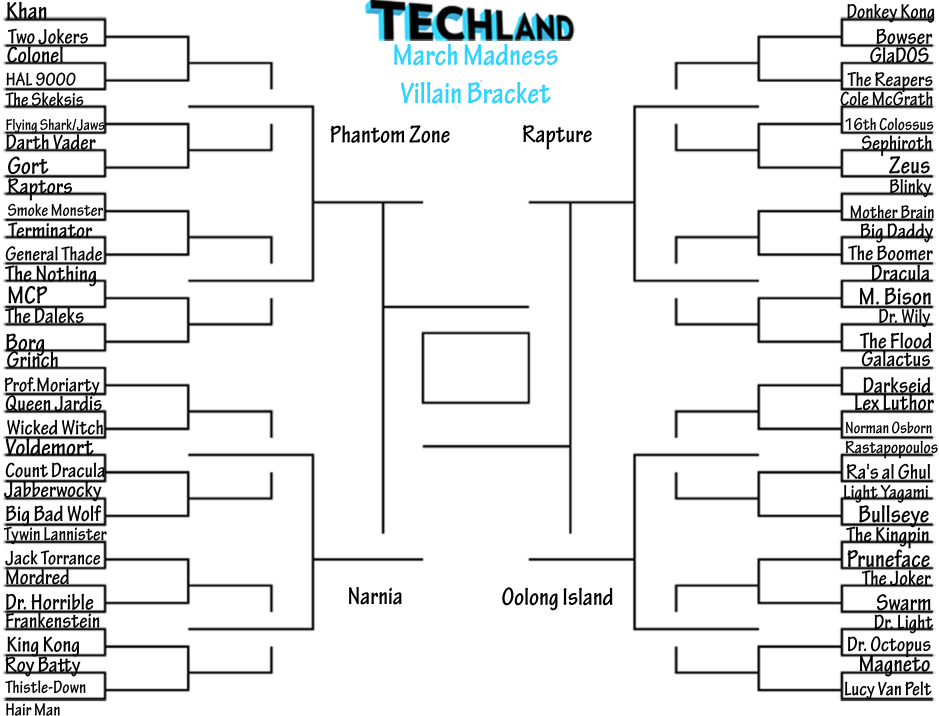 TECHLAND
March Madness
Villain Bracket
Phantom Zone
Rapture
Narnia
Oolong Island
Khan
Two Jokers
Colonel
HAL 9000
The Skeksis
Flying Shark/Jaws
Darth Vader
Gort
Raptors
Smoke Monster
Terminator
General Thade
The Nothing
MCP
The Daleks
Borg
Grinch
Prof.Moriarty
Queen Jardis
Wicked Witch
Voldemort
Count Dracula
Jabberwocky
Big Bad Wolf
Tywin Lannister
Jack Torrance
Mordred
Dr. Horrible
Frankenstein
King Kong
Roy Batty
Thistle-Down
Hair Man
Donkey Kong
Bowser
GlaDOS
The Reapers
Cole McGrath
16th Colossus
Sephiroth
Zeus
Blinky
Mother Brain
Big Daddy
The Boomer
Dracula
M. Bison
Dr. Wily
The Flood
Galactus
Darkseid
Lex Luthor
Norman Osborn
Rastapopoulos
Ra's al Ghul
Light Yagami
Bullseye
The Kingpin
Pruneface
The Joker
Swarm
Dr. Light
Dr. Octopus
Magneto
Lucy Van Pelt